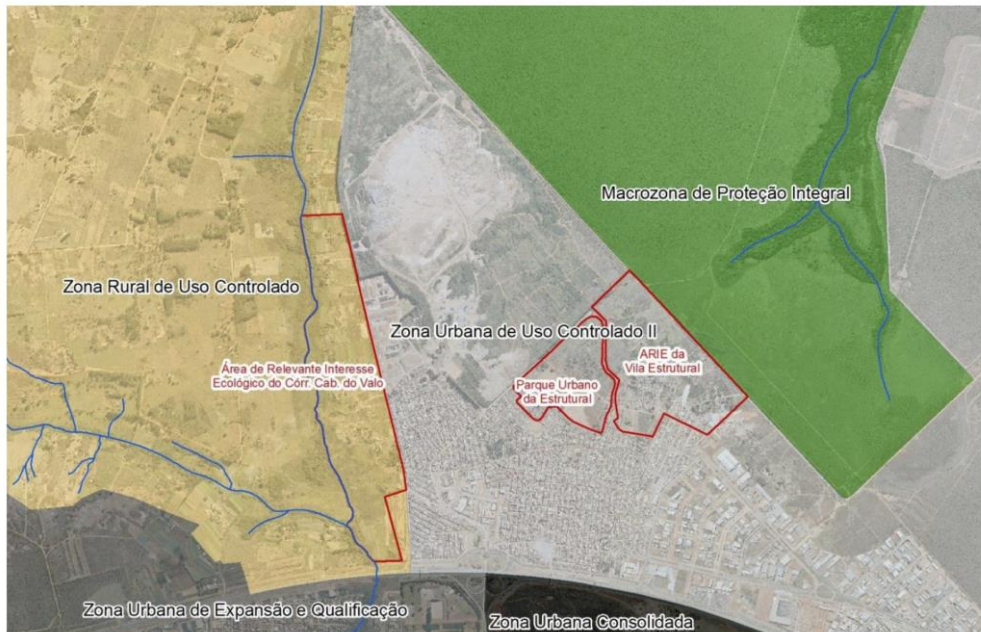 Macrozona de Proteção Integral
Zona Rural de Uso Controlado
Zona Urbana de Uso Controlado II
Área de Relevante Interesse
Ecológico do Córr. Cab. do Valo
ARIE da
Vila Estrutural
Parque Urbano
da Estrutural
Zona Urbana de Expansão e Qualificação
Zona Urbana Consolidada